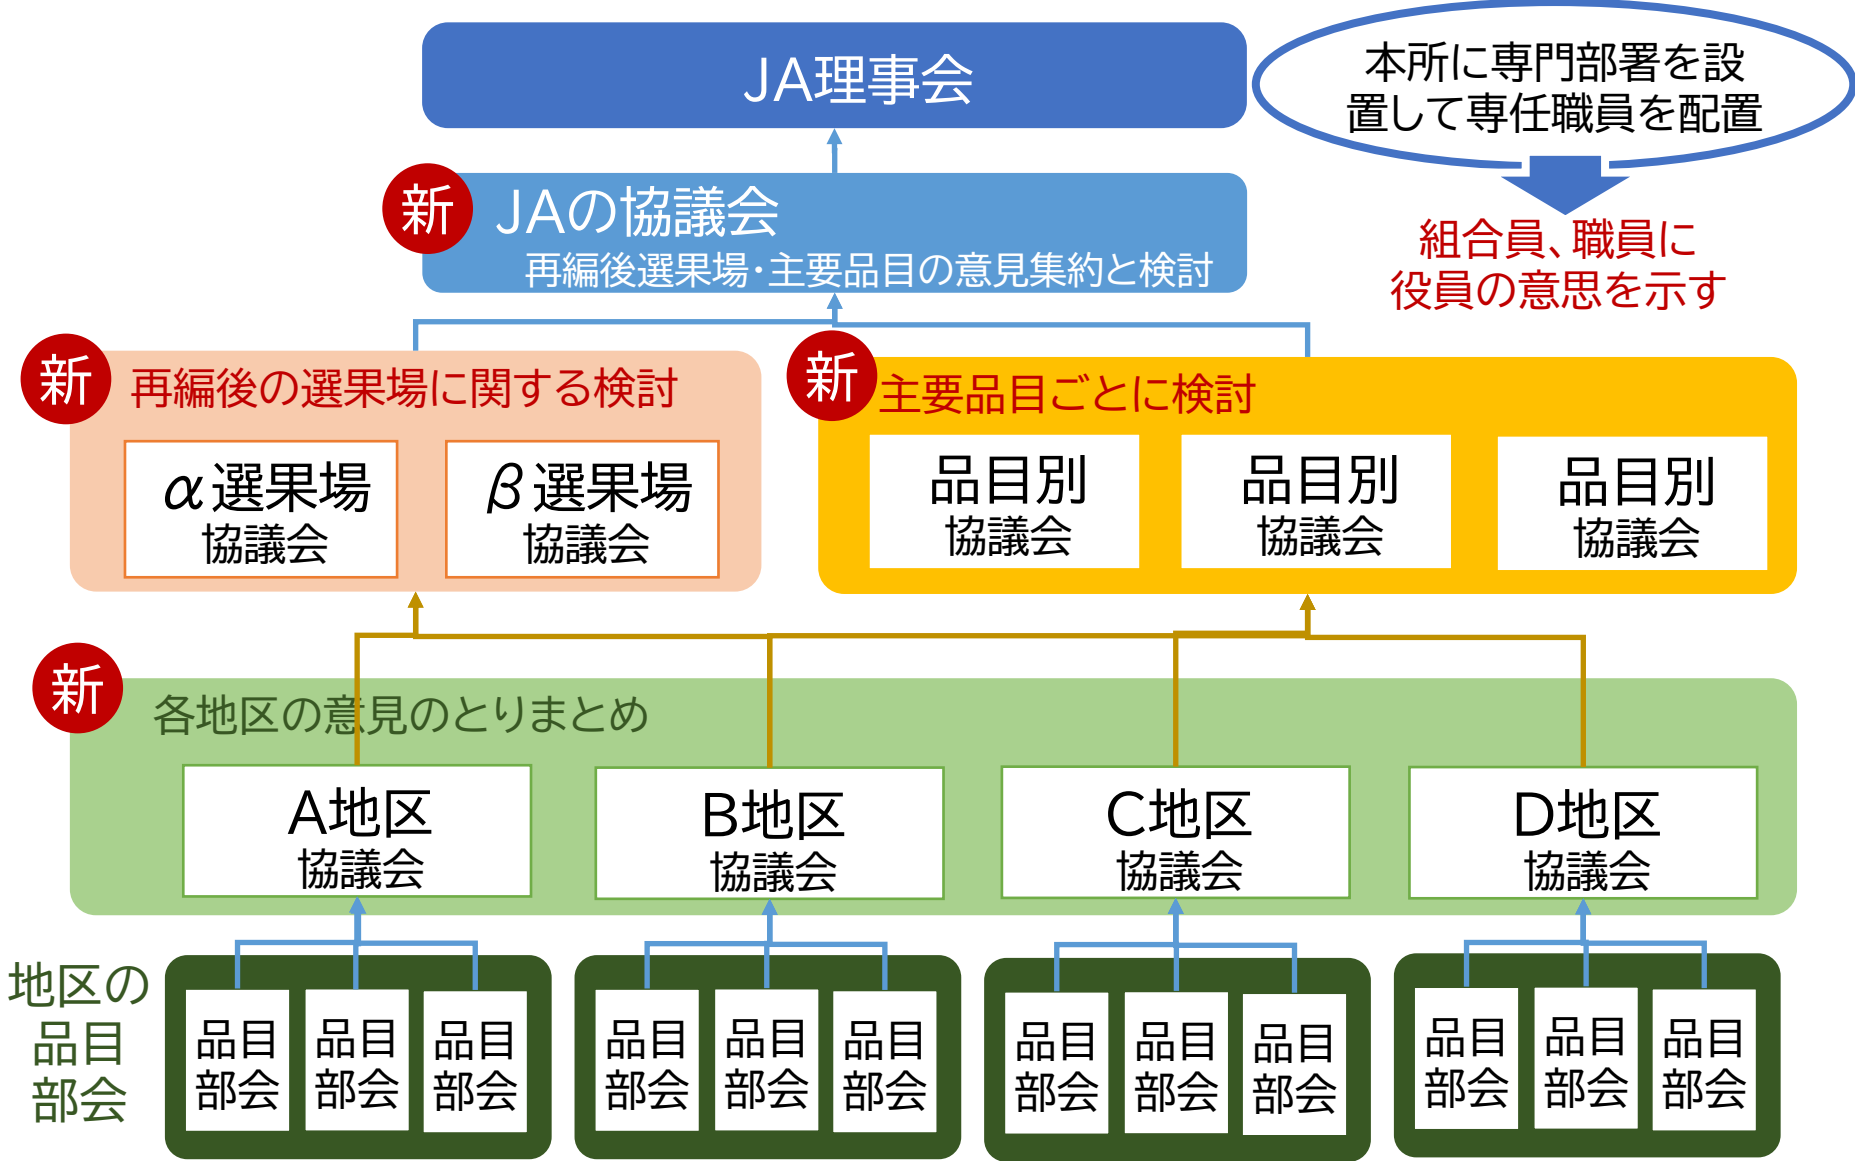 JA理事会
本所に専門部署を設
置して専任職員を配置
新
JAの協議会
再編後選果場・主要品目の意見集約と検討
組合員、職員に
役員の意思を示す
新
再編後の選果場に関する検討
α選果場
協議会
β選果場
協議会
新
主要品目ごとに検討
品目別
協議会
品目別
協議会
品目別
協議会
新
各地区の意見のとりまとめ
A地区
協議会
B地区
協議会
C地区
協議会
D地区
協議会
地区の
品目
部会
品目
部会
品目
部会
品目
部会
品目
部会
品目
部会
品目
部会
品目
部会
品目
部会
品目
部会
品目
部会
品目
部会
品目
部会